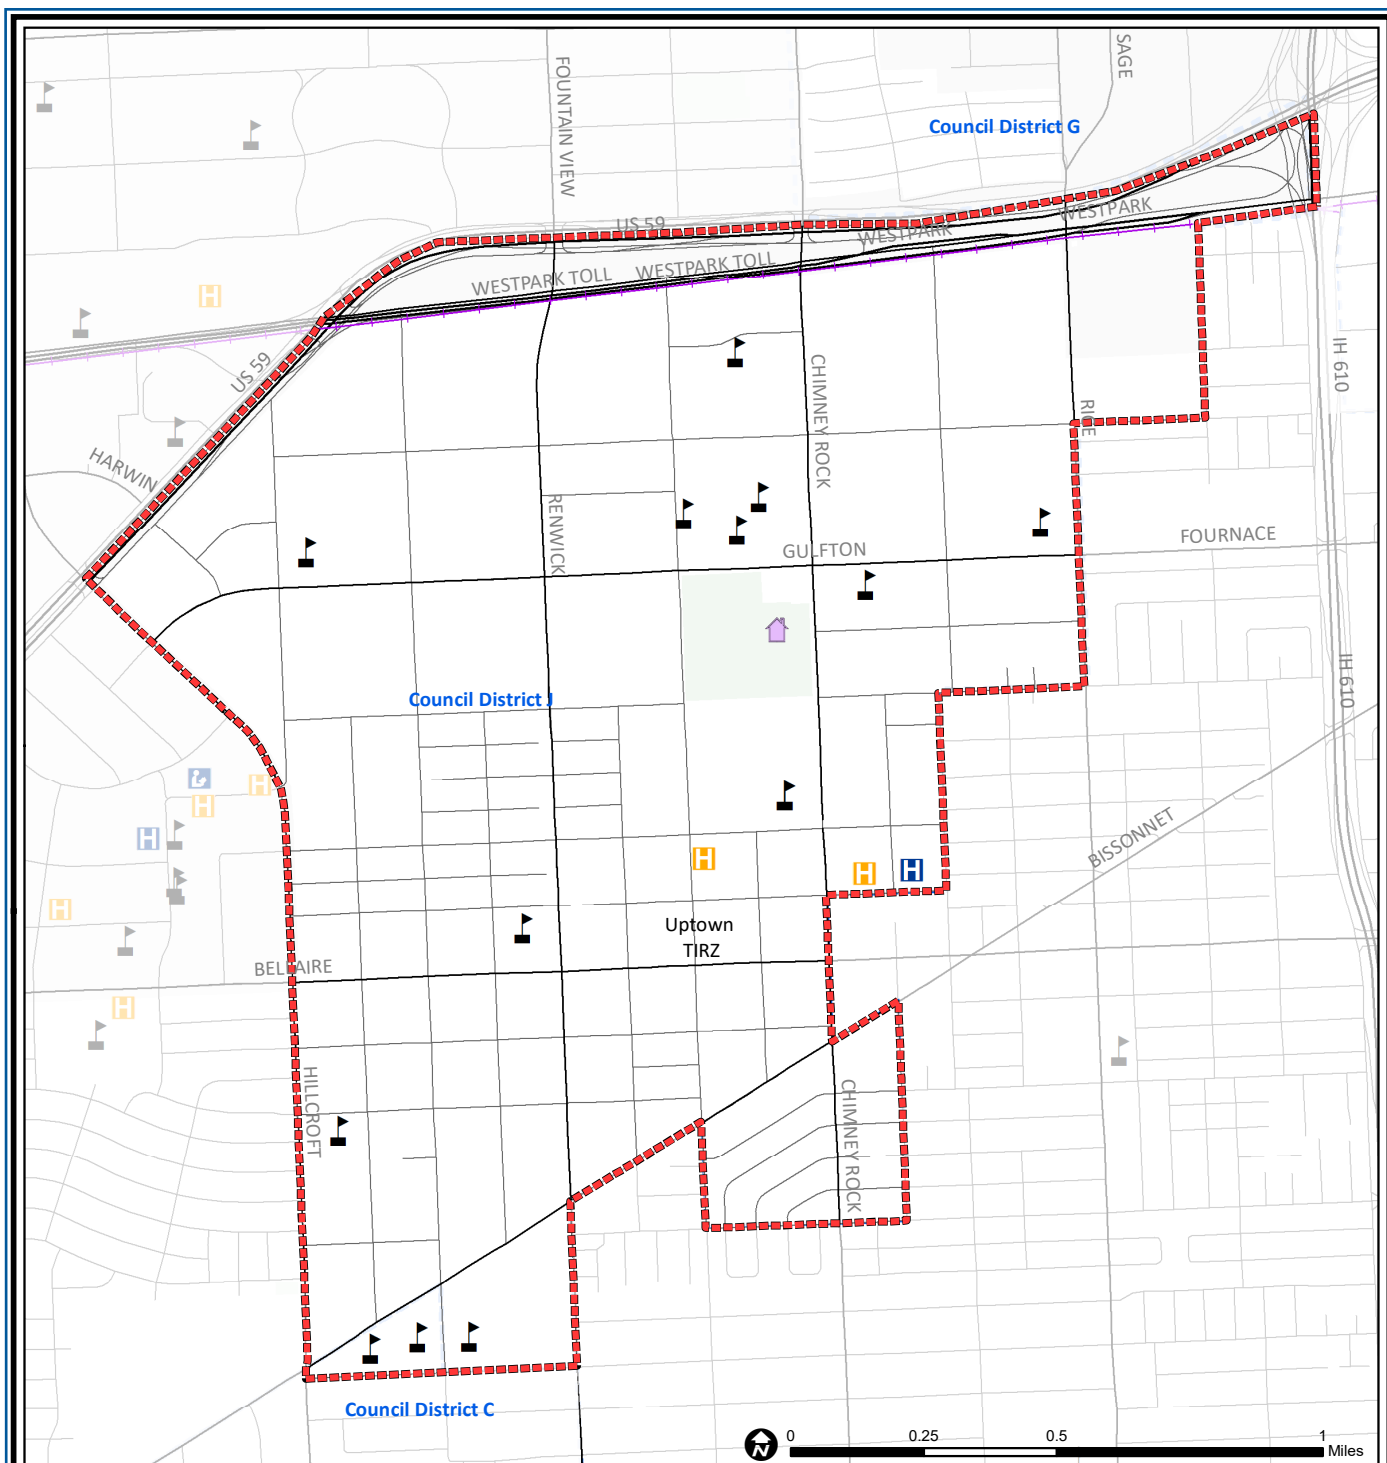 SAGE
FOUNTAIN VIEW
Council District G
US 59
WESTPARK
WESTPARK
WESTPARK TOLL
WESTPARK TOLL
US 59
CHIMNEY ROCK
IH 610
RICE
HARWIN
RENWICK
GULFTON
FOURNACE
IH 610
Council District J
BISSONNET
Uptown
TIRZ
BELLAIRE
HILLCROFT
CHIMNEY ROCK
Council District C
N
0
0.25
0.5
1
Miles
H
H
H
H
H
H
H
H
H